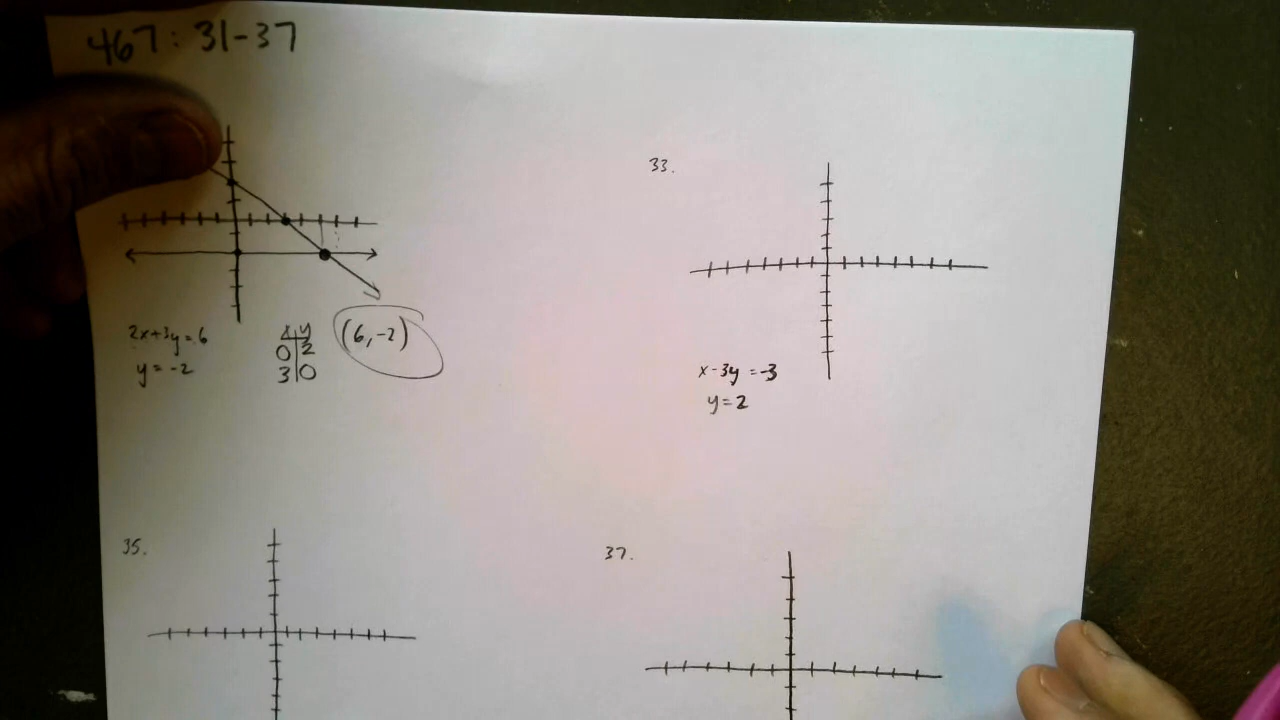 467: 31-37
33.
2x+3y=6
y=-2
x y
0 2
3 0
(6,-2)
x-3y=-3
y=2
35.
37.